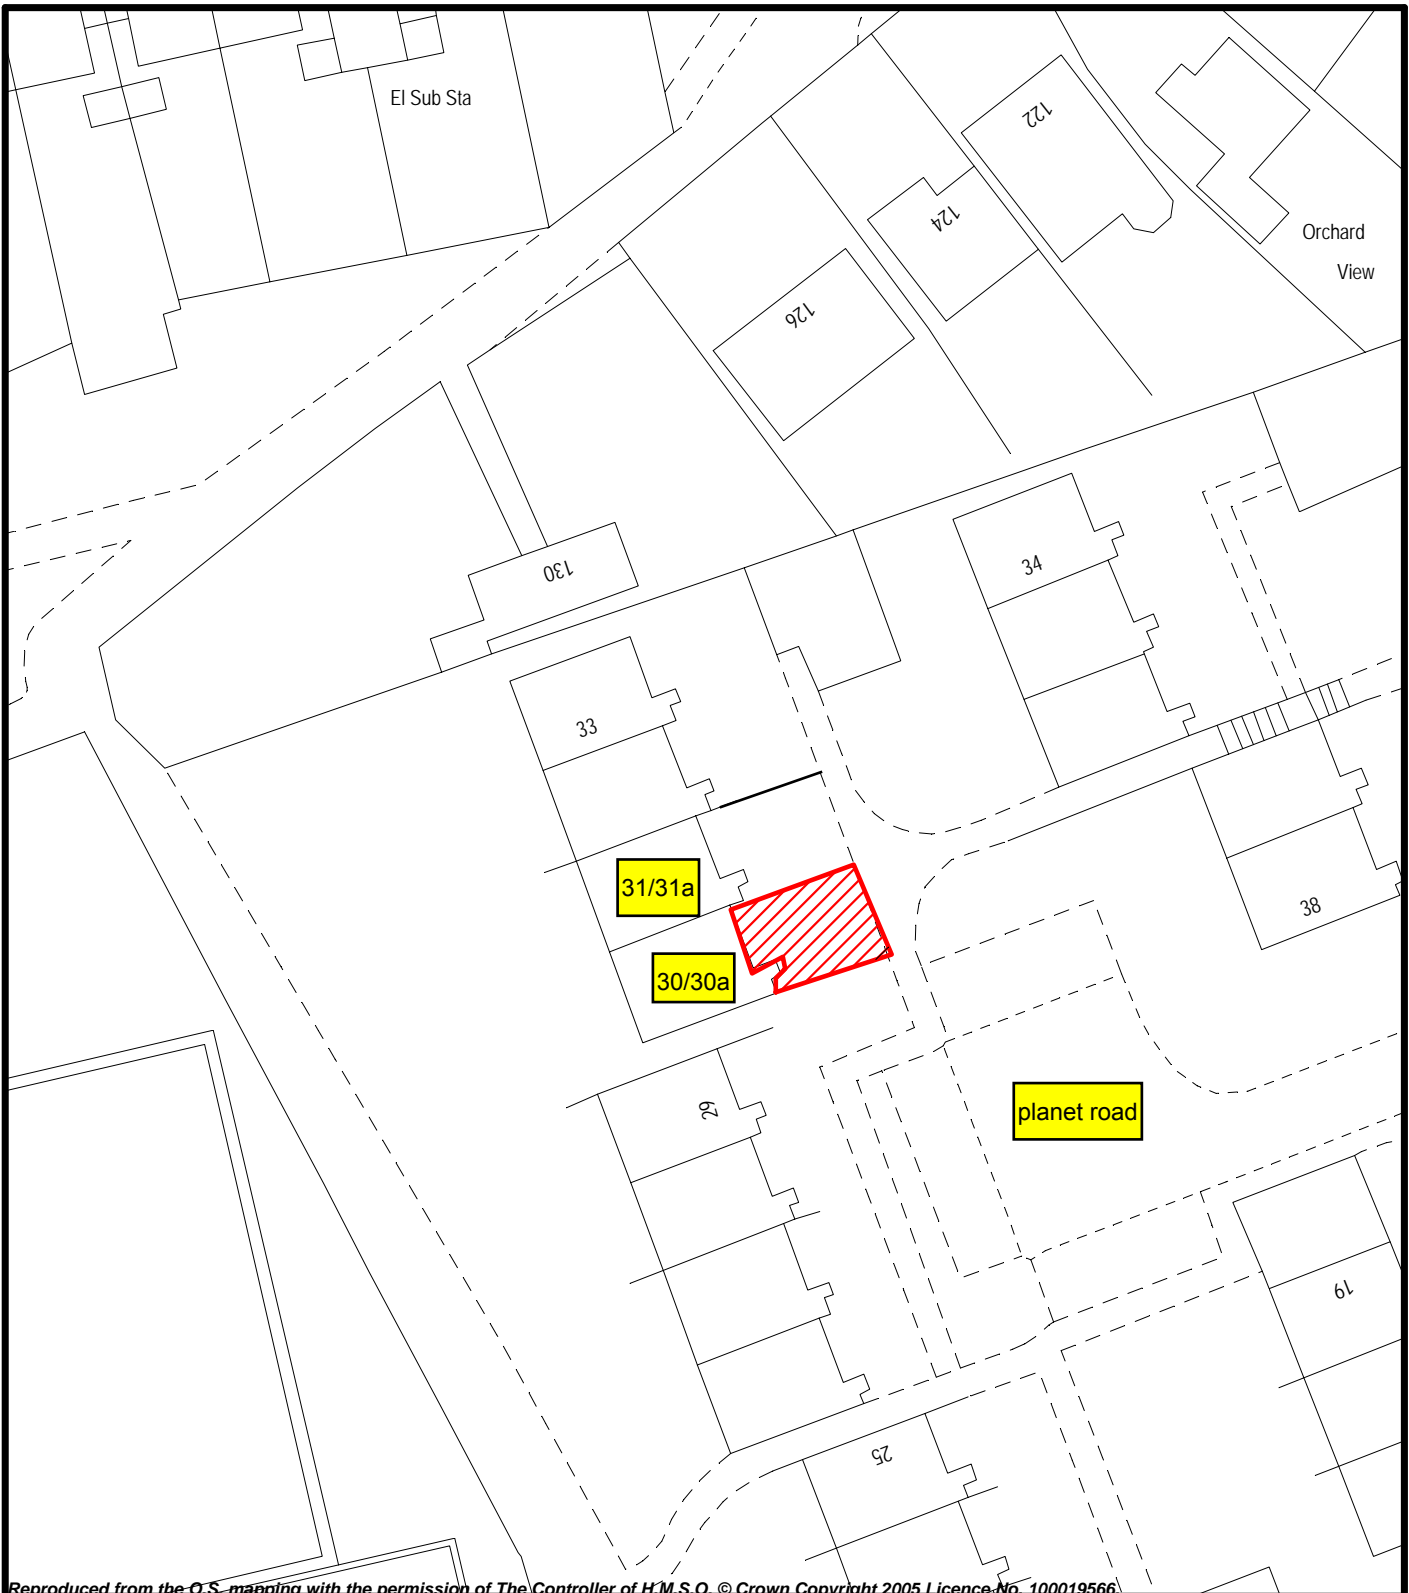 El Sub Sta
122
124
Orchard
View
126
130
34
33
31/31a
38
30/30a
29
planet road
19
25
Reproduced from the O.S. mapping with the permission of The Controller of H.M.S.O. © Crown Copyright 2005 Licence No. 100019566